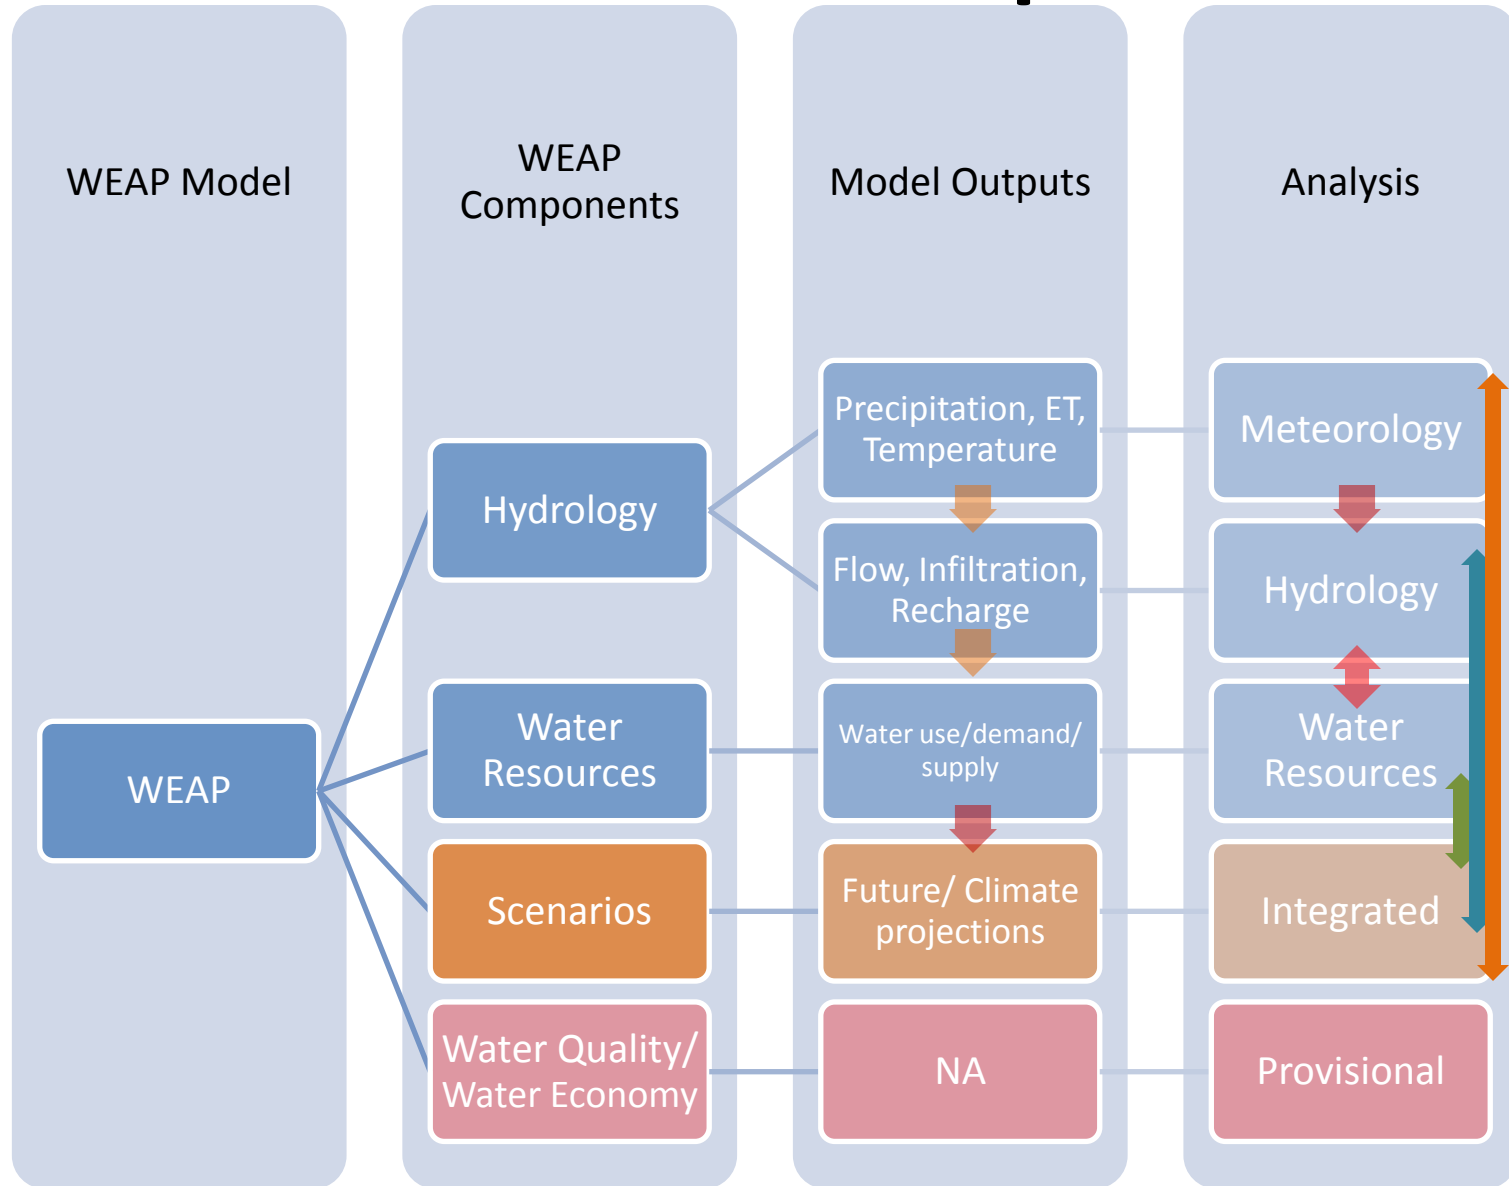 WEAP Model
WEAP
Components
Model Outputs
Analysis
WEAP
Hydrology
Water
Resources
Scenarios
Water Quality/
Water Economy
Precipitation, ET,
Temperature
Flow, Infiltration,
Recharge
Water use/demand/
supply
Future/ Climate
projections
NA
Meteorology
Hydrology
Water
Resources
Integrated
Provisional